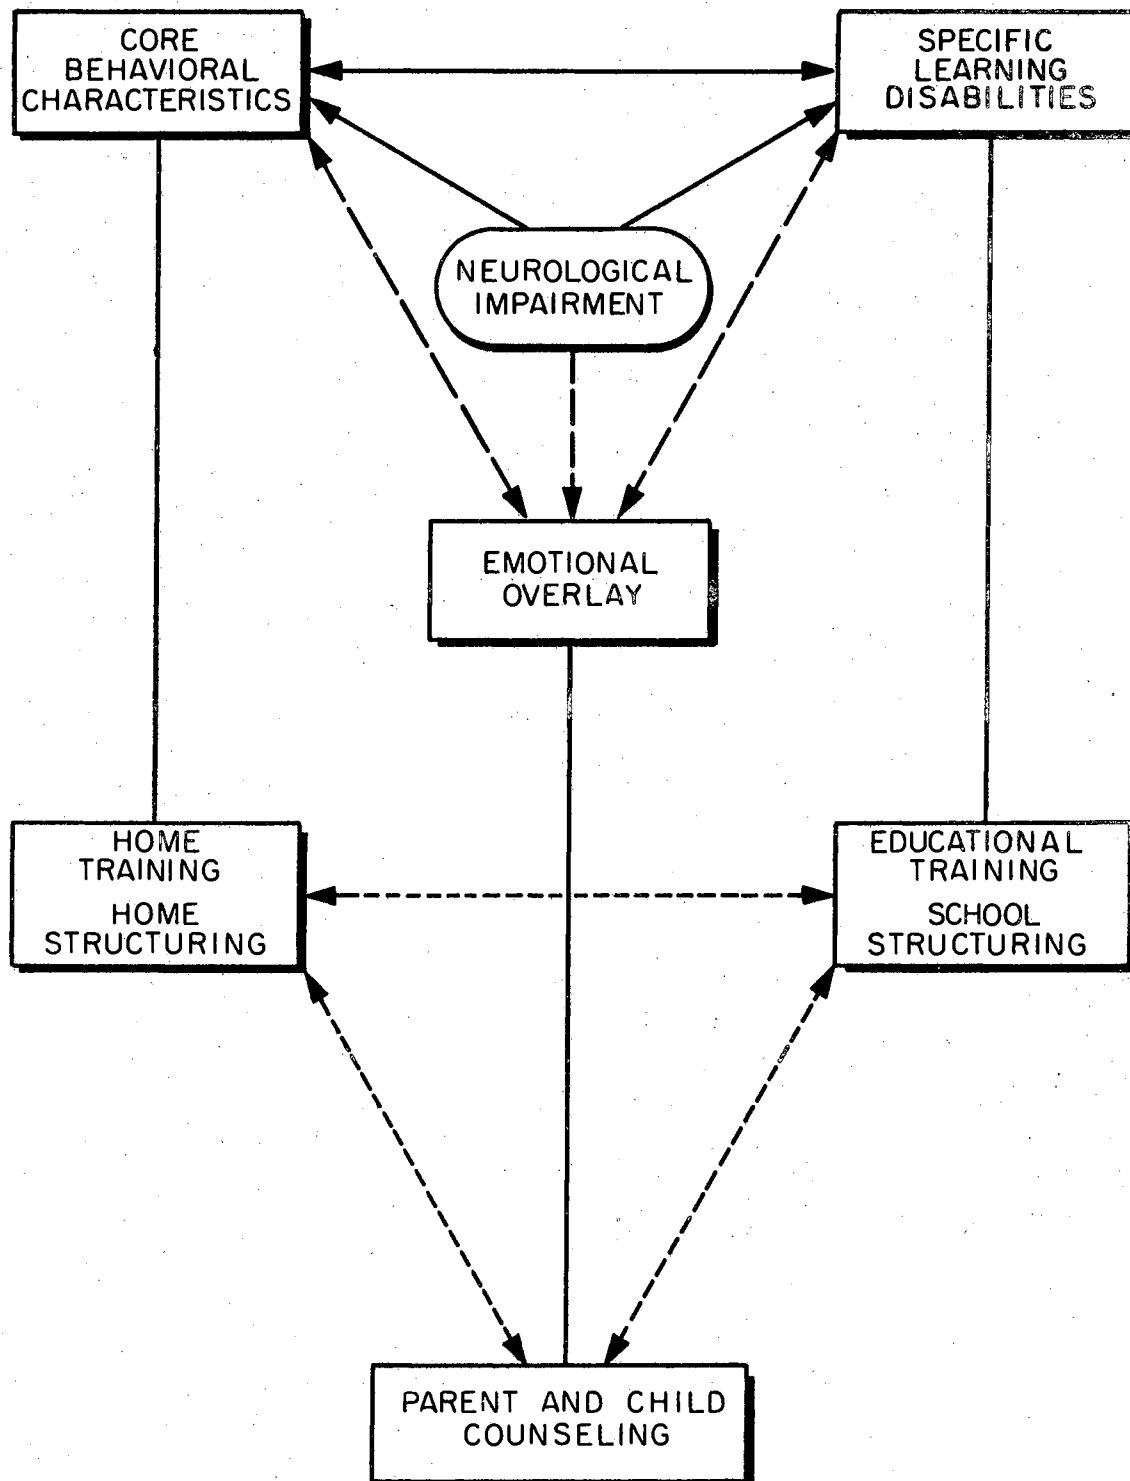 CORE
BEHAVIORAL
CHARACTERISTICS
SPECIFIC
LEARNING
DISABILITIES
NEUROLOGICAL
IMPAIRMENT
EMOTIONAL
OVERLAY
HOME
TRAINING
HOME
STRUCTURING
EDUCATIONAL
TRAINING
SCHOOL
STRUCTURING
PARENT AND CHILD
COUNSELING